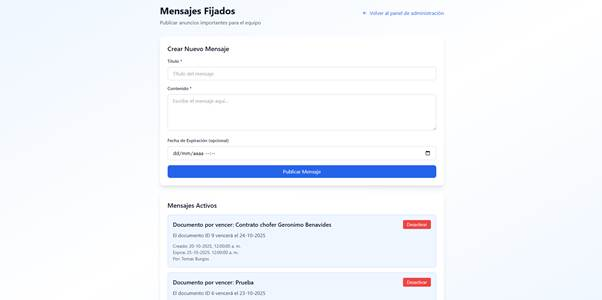 Mensajes Fijados
← Volver al panel de administración
Publicar anuncios importantes para el equipo
Crear Nuevo Mensaje
Título *
Título del mensaje
Contenido *
Escribe el mensaje aquí...
Fecha de Expiración (opcional)
dd/mm/aaaa --:--
Publicar Mensaje
Mensajes Activos
Documento por vencer: Contrato chofer Geronimo Benavides
Desactivar
El documento ID 9 vencerá el 24-10-2025
Creado: 20-10-2025, 12:00:00 a. m.
Expira: 25-10-2025, 12:00:00 a. m.
Por: Tomas Burgos
Documento por vencer: Prueba
Desactivar
El documento ID 6 vencerá el 23-10-2025